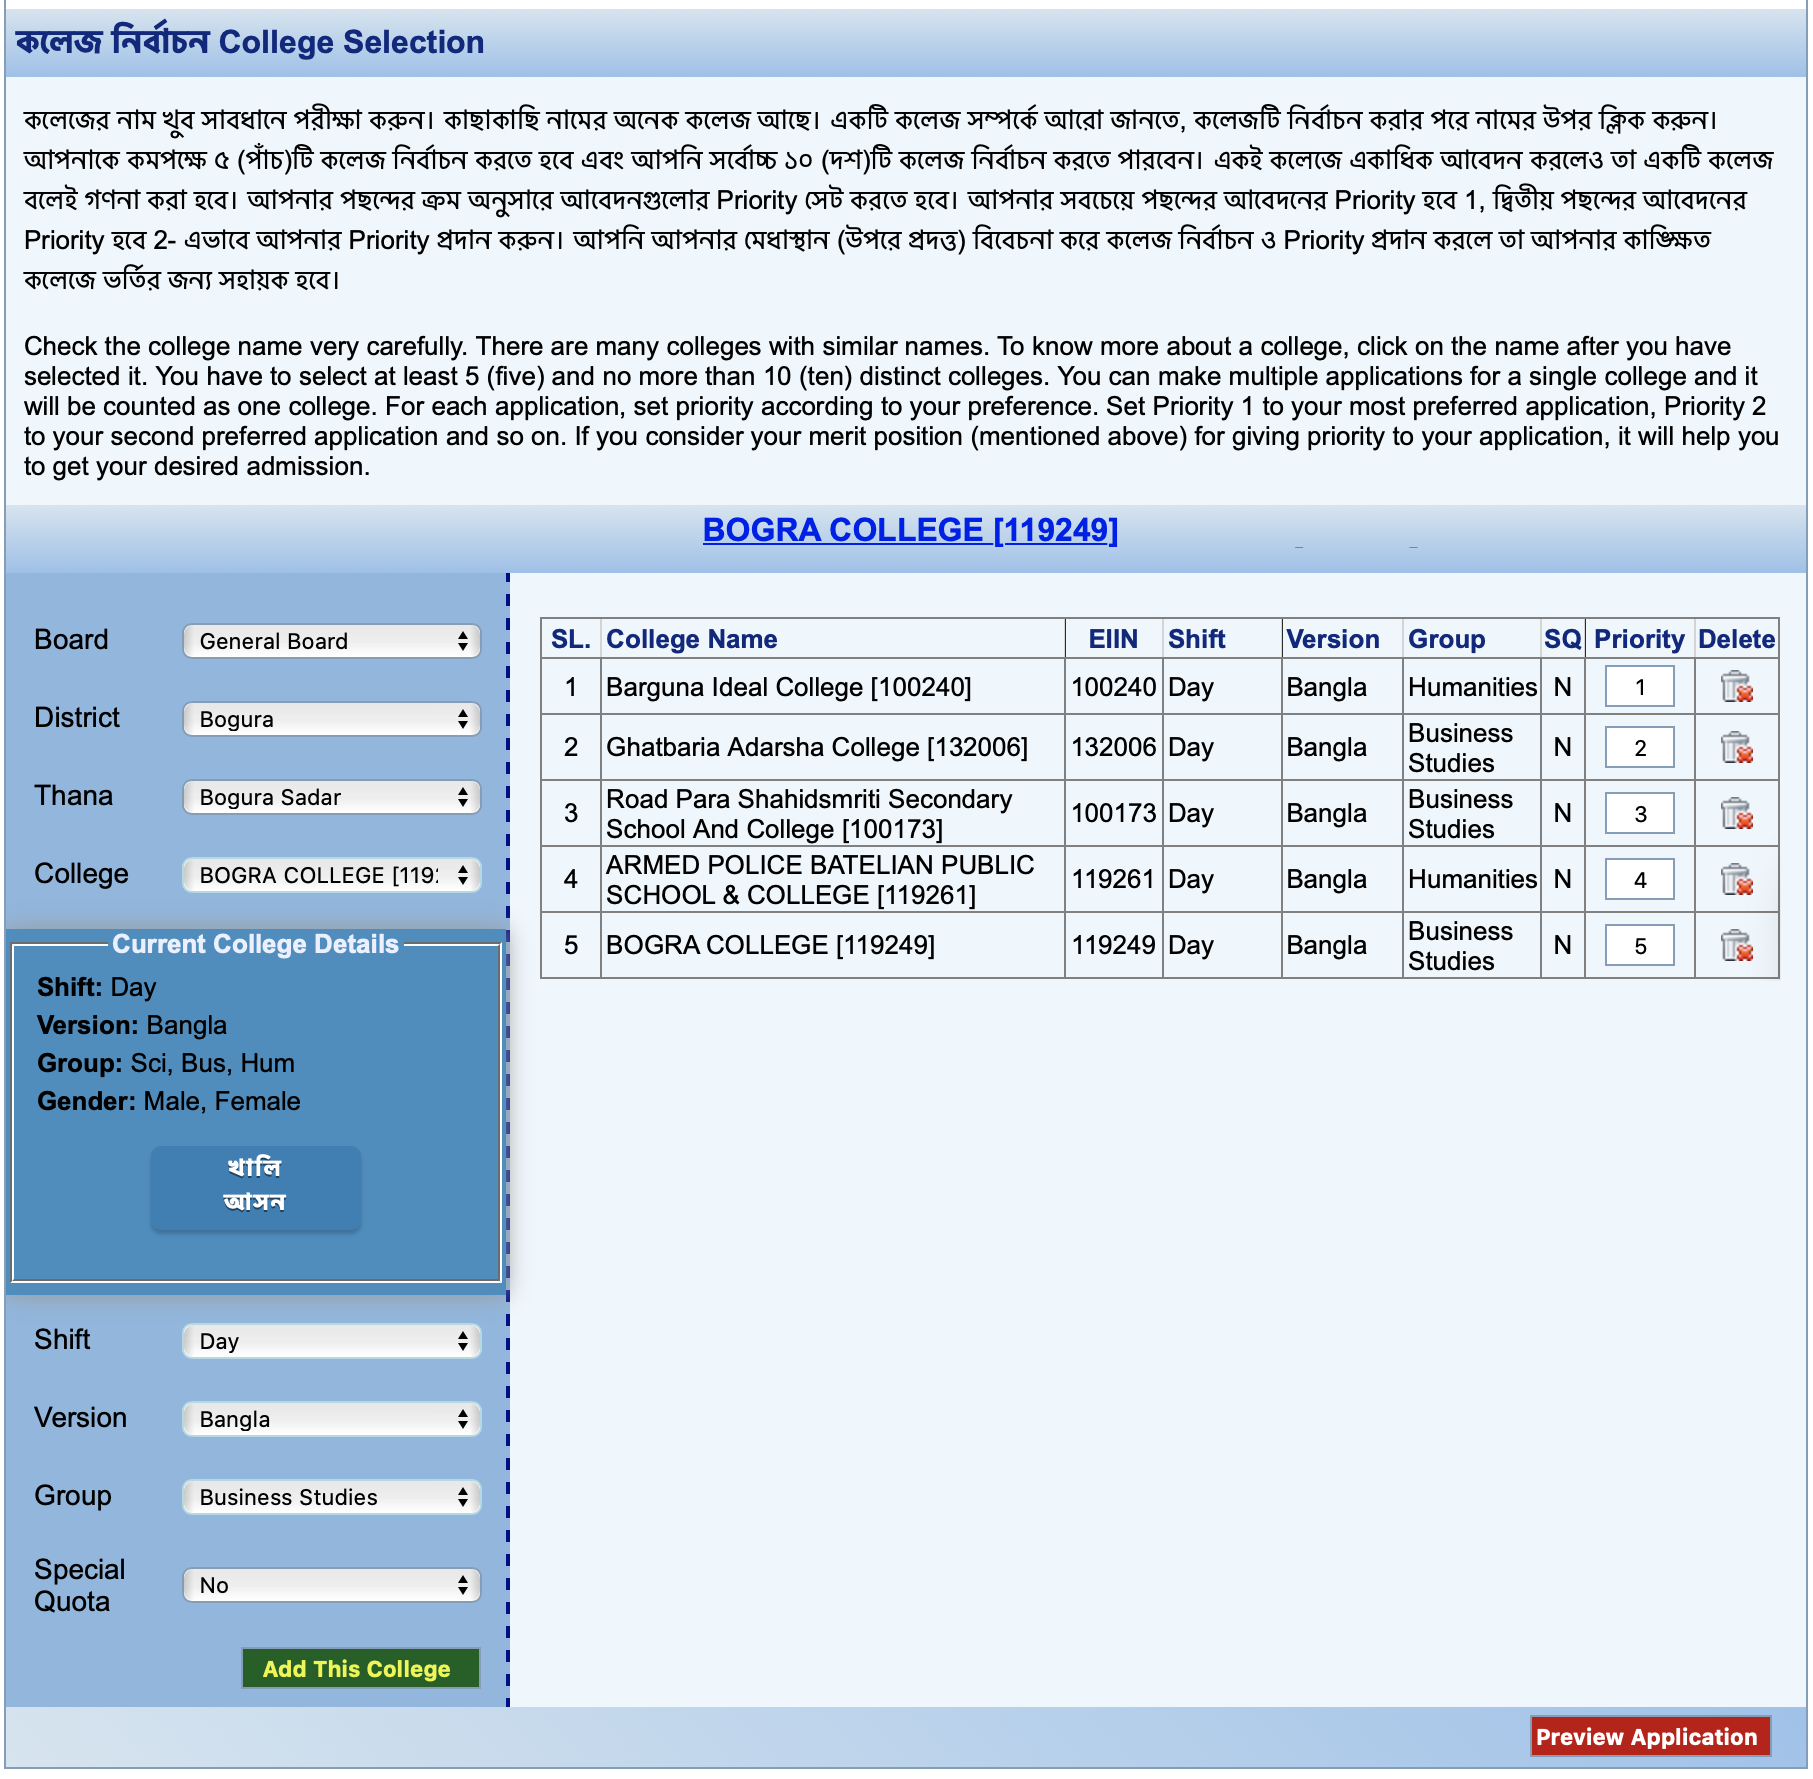 কলেজ নির্বাচন College Selection
কলেজের নাম খুব সাবধানে পরীক্ষা করুন। কাছাকাছি নামের অনেক কলেজ আছে। একটি কলেজ সম্পর্কে আরো জানতে, কলেজটি নির্বাচন করার পরে নামের উপর ক্লিক করুন।
আপনাকে কমপক্ষে ৫ (পাঁচ)টি কলেজ নির্বাচন করতে হবে এবং আপনি সর্বোচ্চ ১০ (দশ)টি কলেজ নির্বাচন করতে পারবেন। একই কলেজে একাধিক আবেদন করলেও তা একটি কলেজ
বলেই গণনা করা হবে। আপনার পছন্দের ক্রম অনুসারে আবেদনগুলোর Priority সেট করতে হবে। আপনার সবচেয়ে পছন্দের আবেদনের Priority হবে 1, দ্বিতীয় পছন্দের আবেদনের
Priority হবে 2- এভাবে আপনার Priority প্রদান করুন। আপনি আপনার মেধাস্থান (উপরে প্রদত্ত) বিবেচনা করে কলেজ নির্বাচন ও Priority প্রদান করলে তা আপনার কাঙ্ক্ষিত
কলেজে ভর্তির জন্য সহায়ক হবে।
Check the college name very carefully. There are many colleges with similar names. To know more about a college, click on the name after you have
selected it. You have to select at least 5 (five) and no more than 10 (ten) distinct colleges. You can make multiple applications for a single college and it
will be counted as one college. For each application, set priority according to your preference. Set Priority 1 to your most preferred application, Priority 2
to your second preferred application and so on. If you consider your merit position (mentioned above) for giving priority to your application, it will help you
to get your desired admission.
BOGRA COLLEGE [119249]
Board General Board
District Bogura
Thana Bogura Sadar
College BOGRA COLLEGE [119:
Current College Details
Shift: Day
Version: Bangla
Group: Sci, Bus, Hum
Gender: Male, Female
খালি
আসন
Shift Day
Version Bangla
Group Business Studies
Special
Quota No
Add This College
SL. College Name EIIN Shift Version Group SQ Priority Delete
1 Barguna Ideal College [100240] 100240 Day Bangla Humanities N 1
2 Ghatbaria Adarsha College [132006] 132006 Day Bangla Business
Studies N 2
3 Road Para Shahidsmriti Secondary
School And College [100173] 100173 Day Bangla Business
Studies N 3
4 ARMED POLICE BATELIAN PUBLIC
SCHOOL & COLLEGE [119261] 119261 Day Bangla Humanities N 4
5 BOGRA COLLEGE [119249] 119249 Day Bangla Business
Studies N 5
Preview Application